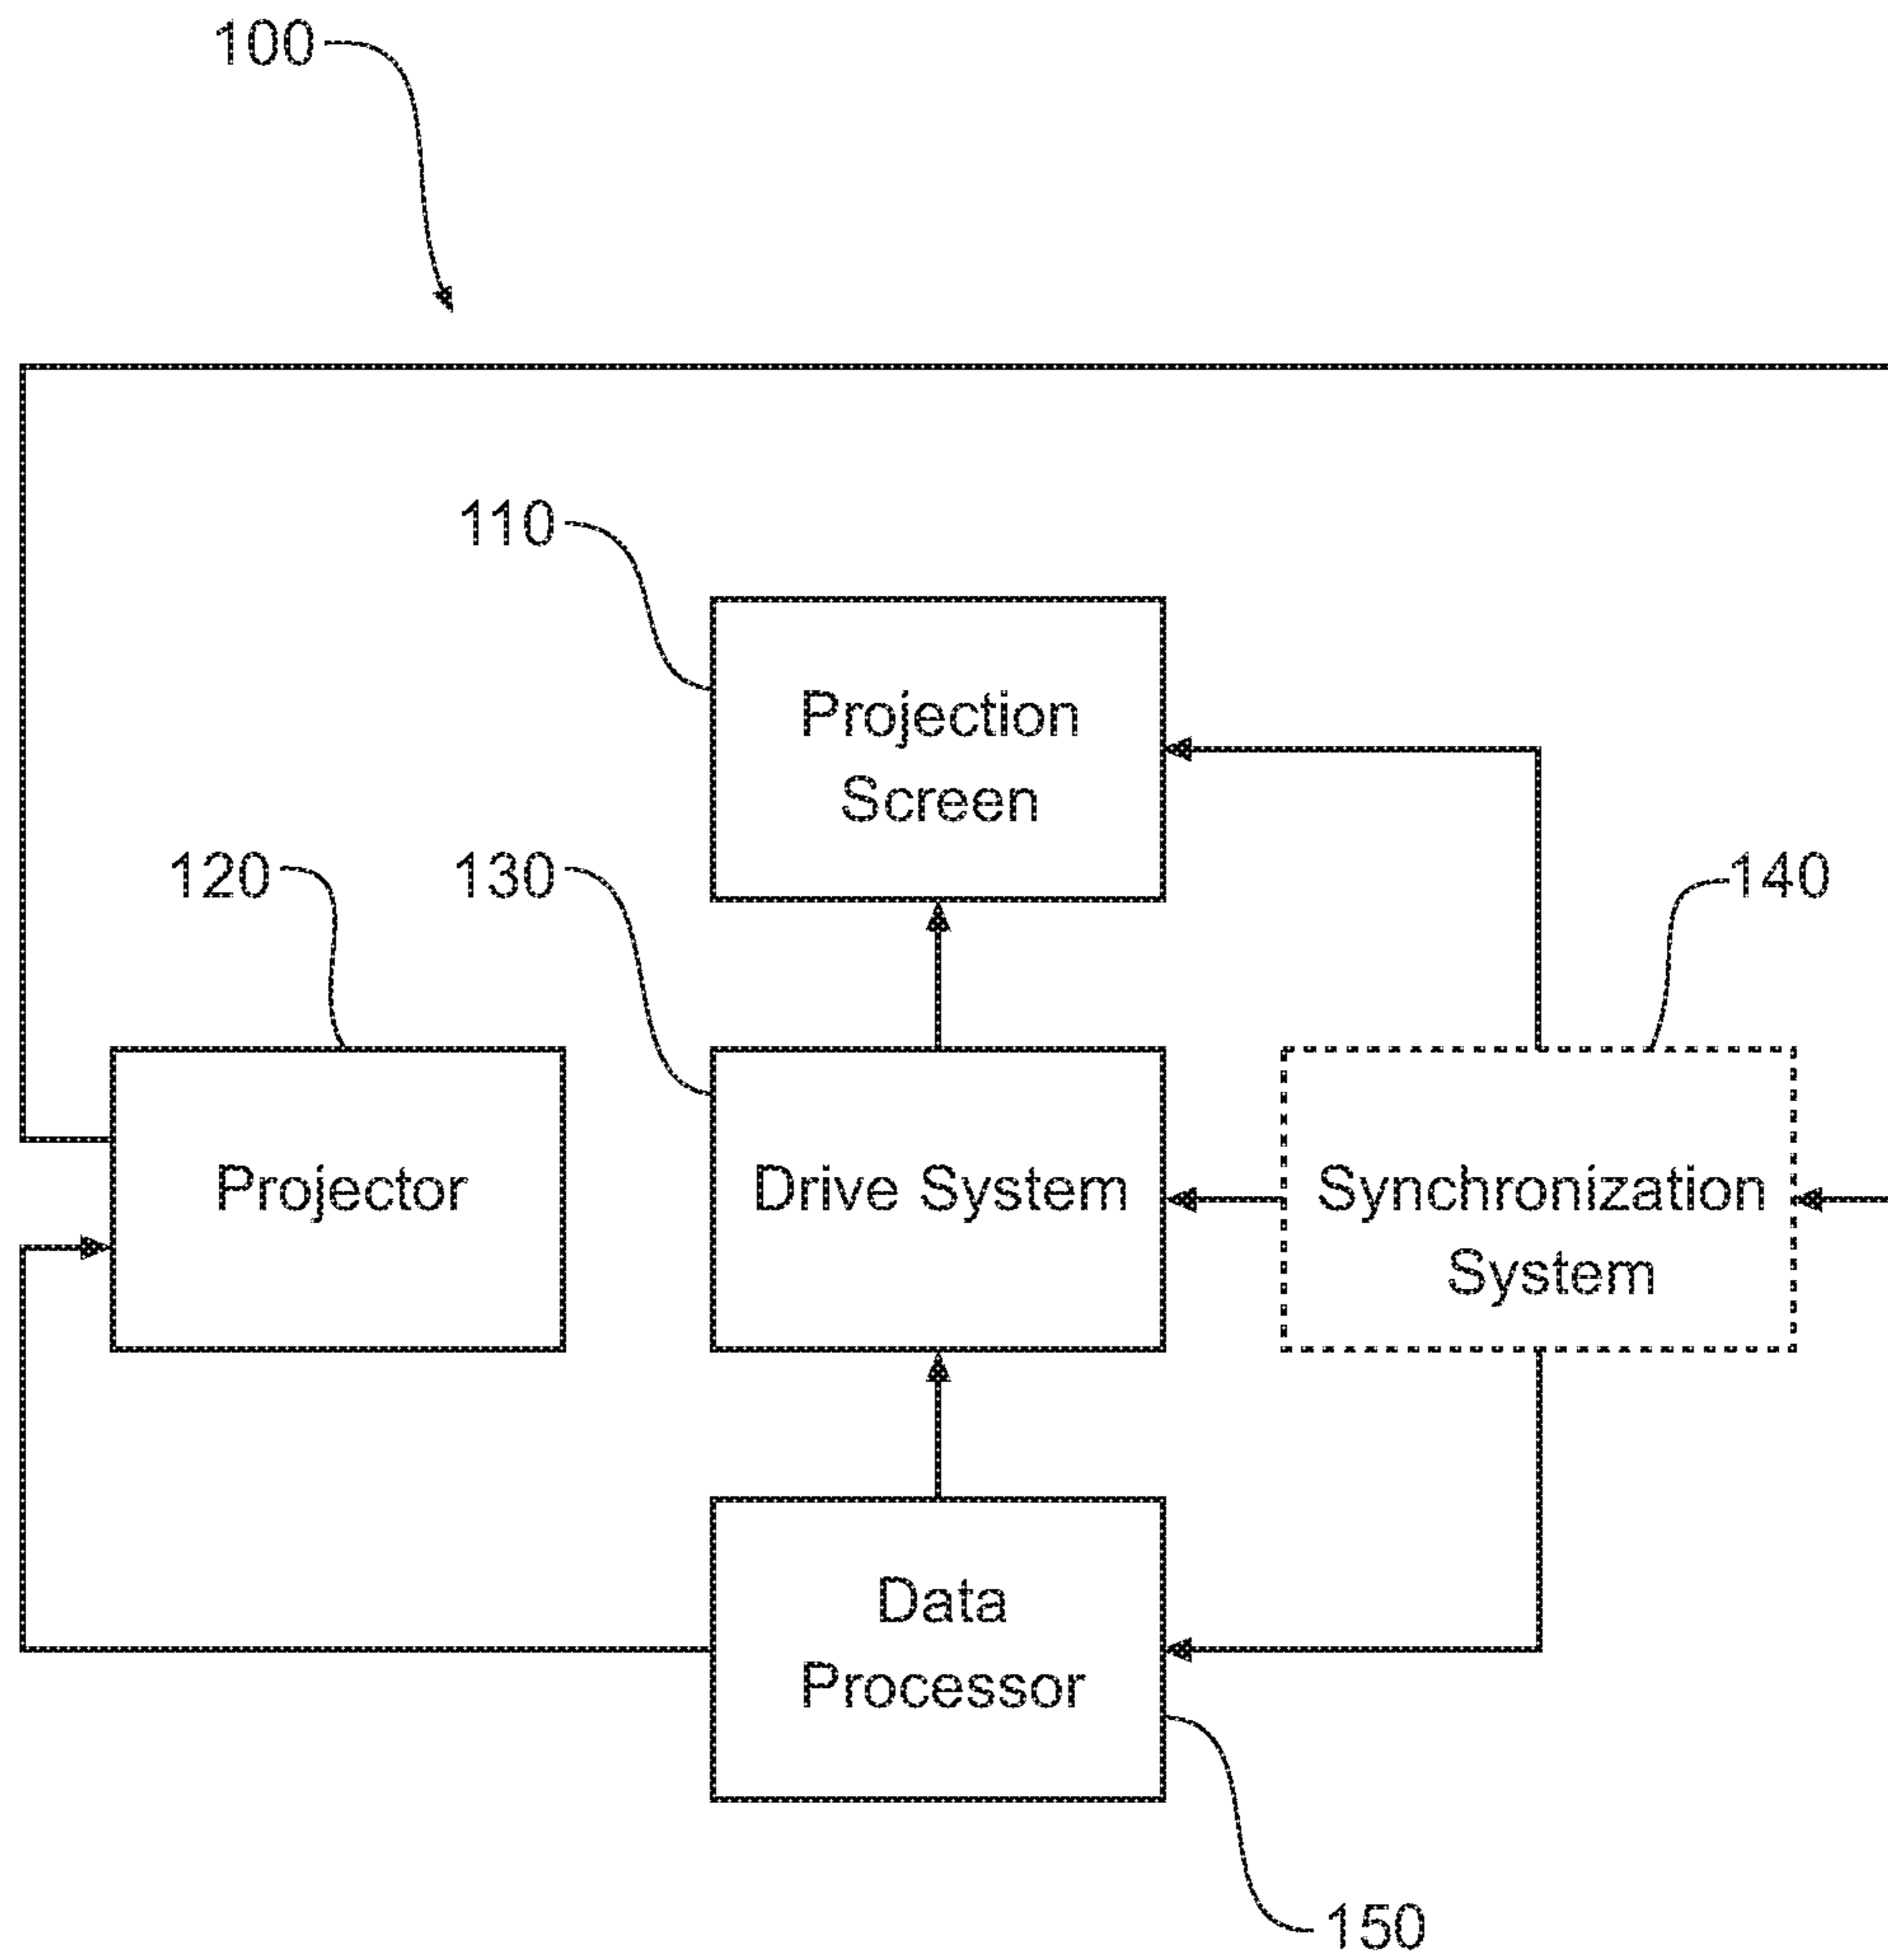 100
110
Projection
Screen
120
130
140
Projector
Drive System
Synchronization
System
Data
Processor
150